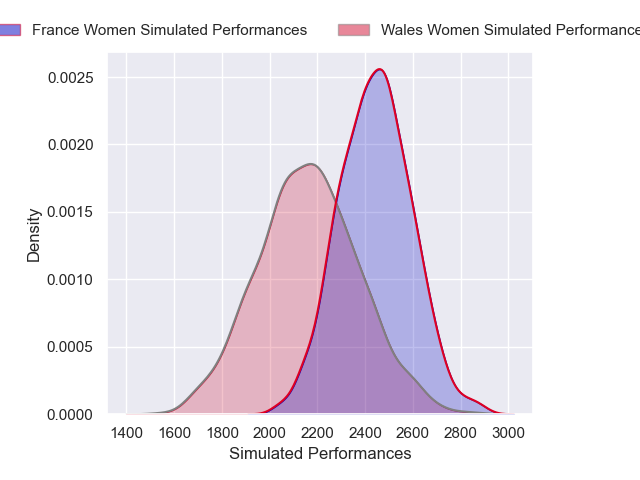 France Women Simulated Performances
Wales Women Simulated Performance
0.0025
0.0020
0.0015
0.0010
0.0005
0.0000
Density
1400 1600 1800 2000 2200 2400 2600 2800 3000
Simulated Performances